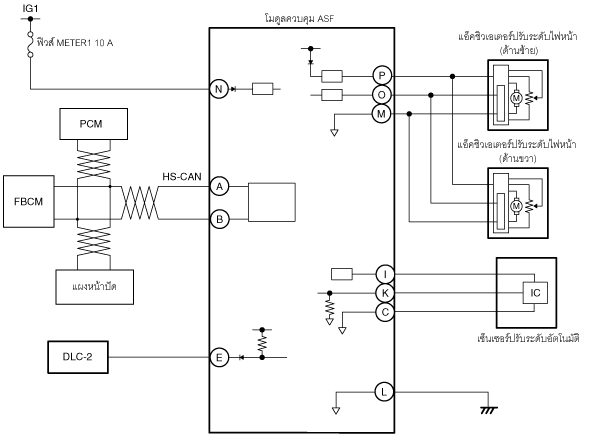 IG1
โมดูลควบคุม ASF
ฟิวส์ METER1 10 A
แอ็คชิวเอเตอร์ปรับระดับไฟหน้า
(ด้านซ้าย)
N
P
O
M
M
PCM
แอ็คชิวเอเตอร์ปรับระดับไฟหน้า
(ด้านขวา)
HS-CAN
FBCM
A
B
M
แผงหน้าปัด
I
K
C
IC
เซ็นเซอร์ปรับระดับอัตโนมัติ
DLC-2
E
L